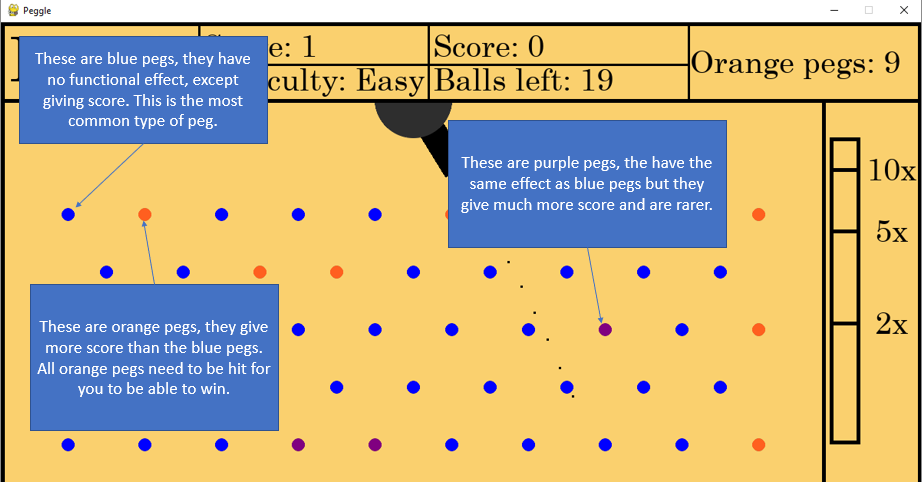 Peggle
These are blue pegs, they have
no functional effect, except
giving score. This is the most
common type of peg.
1
Score: 0
Easy
Balls left: 19
Orange pegs: 9
These are purple pegs, the have the
same effect as blue pegs but they
give much more score and are rarer.
10x
5x
2x
These are orange pegs, they give
more score than the blue pegs.
All orange pegs need to be hit for
you to be able to win.